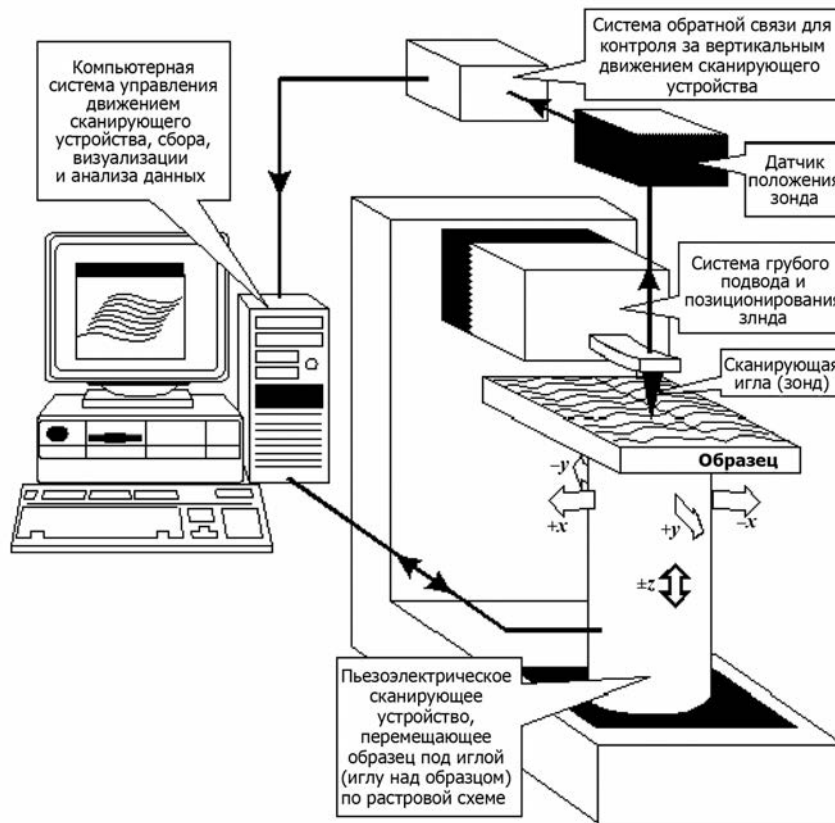 Система обратной связи для
контроля за вертикальным
движением сканирующего
устройства
Компьютерная
система управления
движением
сканирующего
устройства, сбора,
визуализации
и анализа данных
Датчик
положения
зонда
Система грубого
подвода и
позиционирования
злнда
Сканирующая
игла (зонд)
Образец
–y
+x
+y
–x
±z
Пьезоэлектрическое
сканирующее
устройство,
перемещающее
образец под иглой
(иглу над образцом)
по растровой схеме